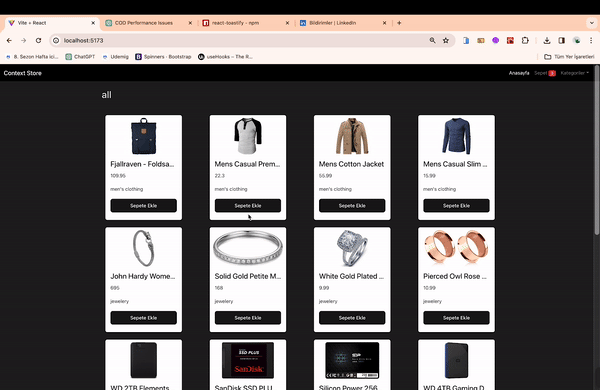 Vite + React
COD Performance Issues
react-toastify - npm
Bildirimler | LinkedIn
localhost:5173
8. Sezon Hafta ici...
ChatGPT
Udemig
Spinners · Bootstrap
useHooks – The R...
Tüm Yer İşaretleri
Context Store
Anasayfa
Sepet
Kategoriler
all
Fjallraven - Foldsa...
109.95
men's clothing
Sepete Ekle
Mens Casual Prem...
22.3
men's clothing
Sepete Ekle
Mens Cotton Jacket
55.99
men's clothing
Sepete Ekle
Mens Casual Slim ...
15.99
men's clothing
Sepete Ekle
John Hardy Wome...
695
jewelery
Sepete Ekle
Solid Gold Petite M...
168
jewelery
Sepete Ekle
White Gold Plated ...
9.99
jewelery
Sepete Ekle
Pierced Owl Rose ...
10.99
jewelery
Sepete Ekle
WD 2TB Elements
SSD PLUS
SanDisk
SanDisk SSD PLU
SP
Silicon Power 256
WD 4TB Gaming D